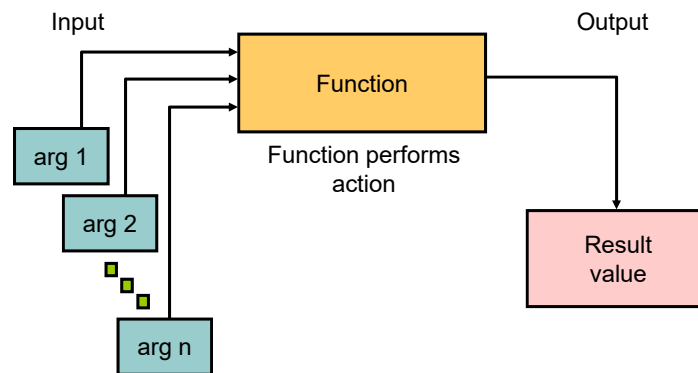 Input
Output
Function
arg 1
Function performs
action
arg 2
Result
value
arg n